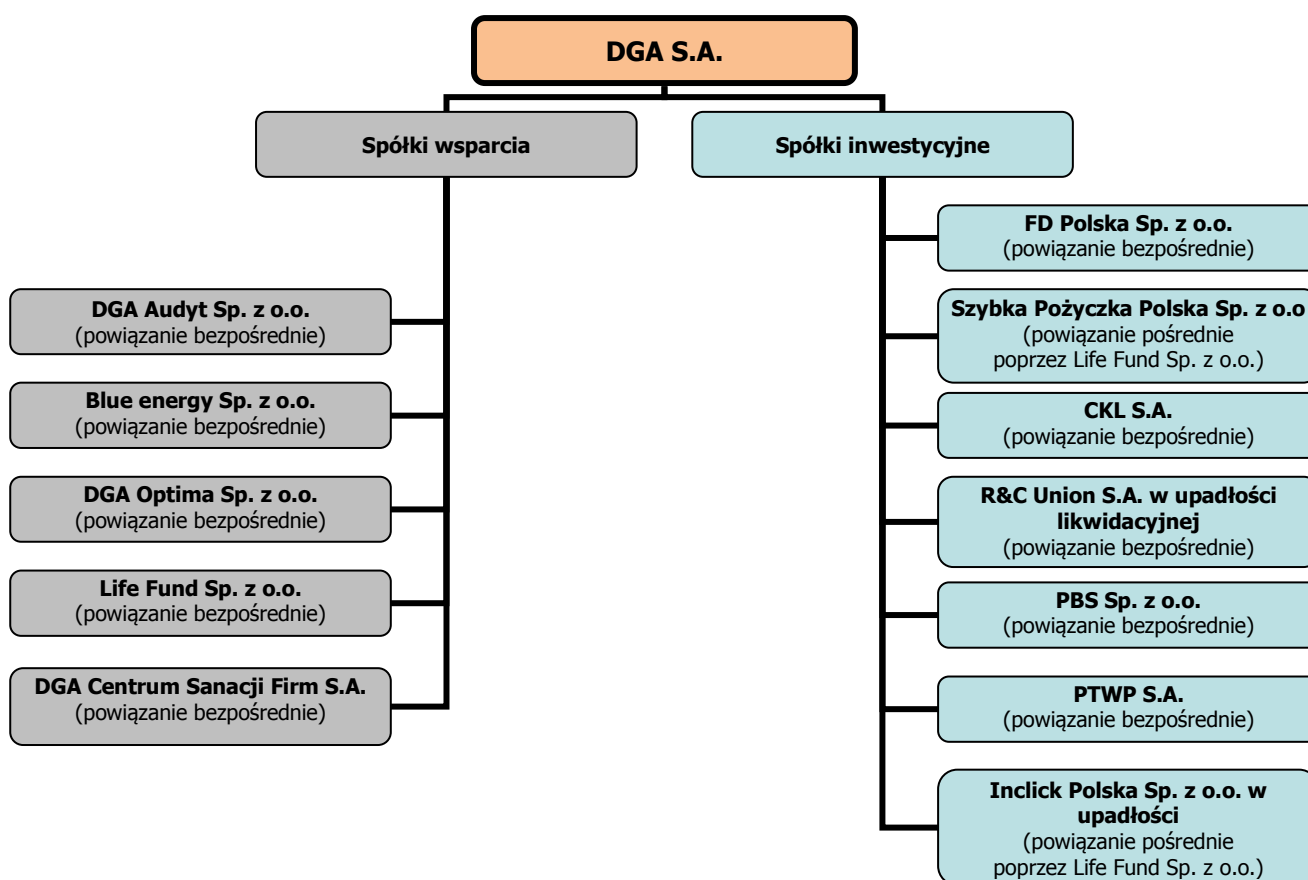 DGA S.A.
Spółki wsparcia
Spółki inwestycyjne
DGA Audyt Sp. z o.o.
(powiązanie bezpośrednie)
Blue energy Sp. z o.o.
(powiązanie bezpośrednie)
DGA Optima Sp. z o.o.
(powiązanie bezpośrednie)
Life Fund Sp. z o.o.
(powiązanie bezpośrednie)
DGA Centrum Sanacji Firm S.A.
(powiązanie bezpośrednie)
FD Polska Sp. z o.o.
(powiązanie bezpośrednie)
Szybka Pożyczka Polska Sp. z o.o
(powiązanie pośrednie
poprzez Life Fund Sp. z o.o.)
CKL S.A.
(powiązanie bezpośrednie)
R&C Union S.A. w upadłości
likwidacyjnej
(powiązanie bezpośrednie)
PBS Sp. z o.o.
(powiązanie bezpośrednie)
PTWP S.A.
(powiązanie bezpośrednie)
Inclick Polska Sp. z o.o. w
upadłości
(powiązanie pośrednie
poprzez Life Fund Sp. z o.o.)